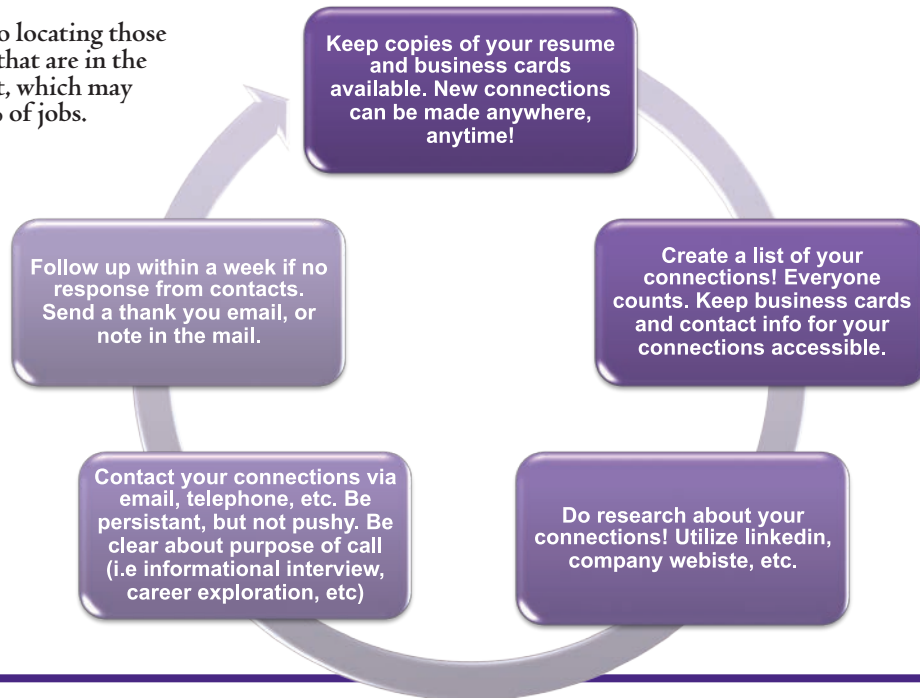 o locating those
that are in the
t, which may
of jobs.
Keep copies of your resume
and business cards
available. New connections
can be made anywhere,
anytime!
Create a list of your
connections! Everyone
counts. Keep business cards
and contact info for your
connections accessible.
Do research about your
connections! Utilize linkedin,
company webiste, etc.
Contact your connections via
email, telephone, etc. Be
persistant, but not pushy. Be
clear about purpose of call
(i.e informational interview,
career exploration, etc)
Follow up within a week if no
response from contacts.
Send a thank you email, or
note in the mail.